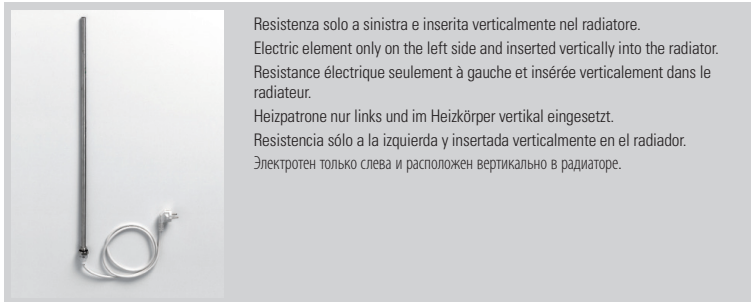 Resistenza solo a sinistra e inserita verticalmente nel radiatore.
Electric element only on the left side and inserted vertically into the radiator.
Resistance électrique seulement à gauche et insérée verticalement dans le
radiateur.
Heizpatrone nur links und im Heizkörper vertikal eingesetzt.
Resistencia sólo a la izquierda y insertada verticalmente en el radiador.
Электротен только слева и расположен вертикально в радиаторе.